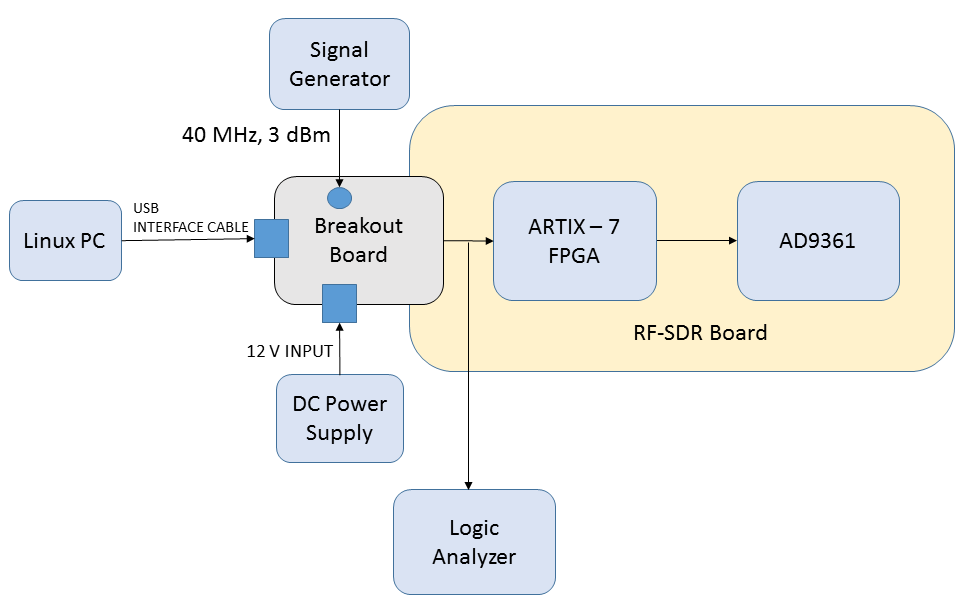 Signal
Generator
40 MHz, 3 dBm
USB
INTERFACE CABLE
Linux PC
Breakout
Board
ARTIX – 7
FPGA
AD9361
RF-SDR Board
12 V INPUT
DC Power
Supply
Logic
Analyzer